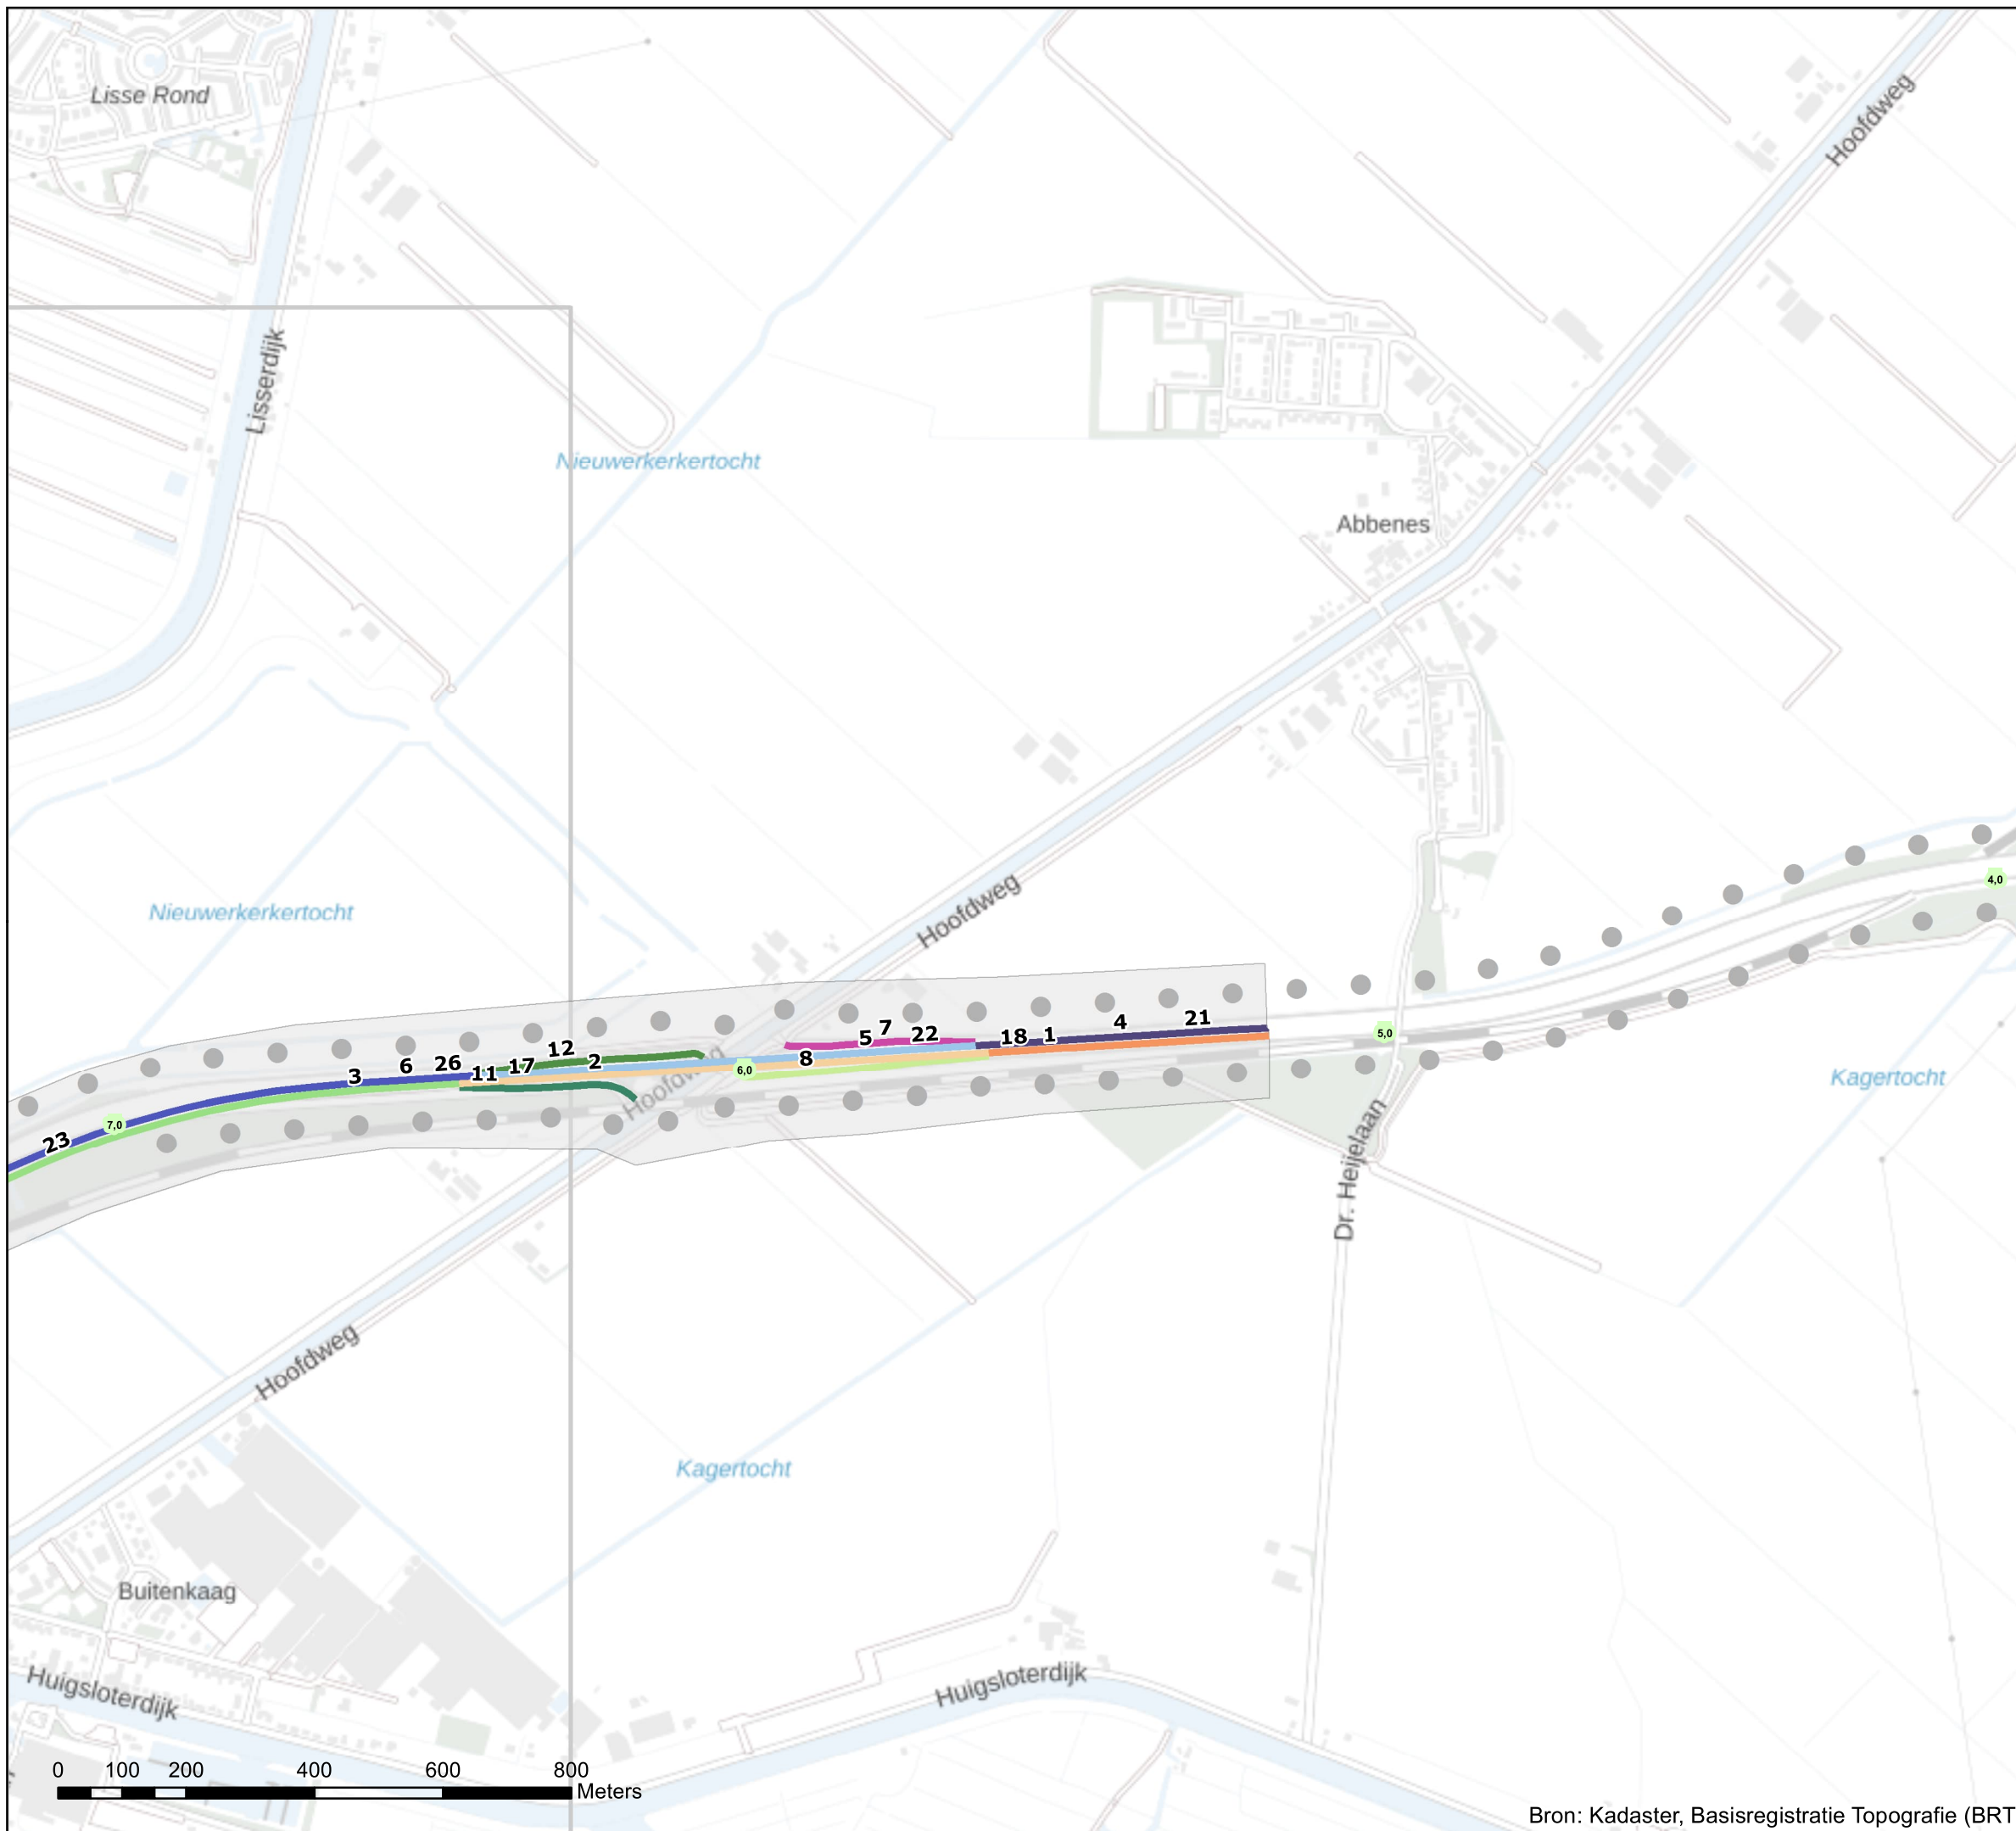 Lisse Rond
Hoofdweg
Lisserdijk
Nieuwerkerkertocht
Abbenes
4,0
Hoofdweg
Nieuwerkerkertocht
21
4
18 1
5 7 22
5,0
12
3 6 26 11 17 2 8
6,0
Hoofdweg
Kagertocht
7,0
23
Dr. Heijelaan
Hoofdweg
Kagertocht
Buitenkaag
Huigsloterdijk
Huigsloterdijk
0 100 200 400 600 800
Meters
Bron: Kadaster, Basisregistratie Topografie (BRT